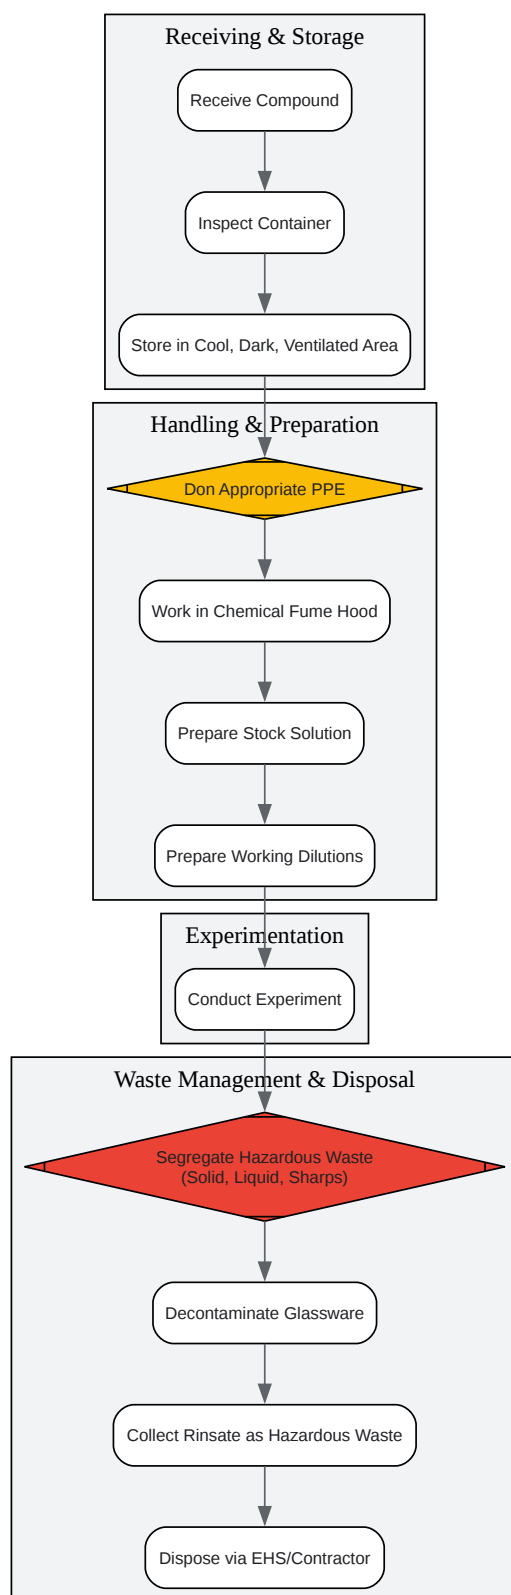 Receiving & Storage
Receive Compound
Inspect Container
Store in Cool, Dark, Ventilated Area
Handling & Preparation
Don Appropriate PPE
Work in Chemical Fume Hood
Prepare Stock Solution
Prepare Working Dilutions
Experimentation
Conduct Experiment
Waste Management & Disposal
Segregate Hazardous Waste
(Solid, Liquid, Sharps)
Decontaminate Glassware
Collect Rinsate as Hazardous Waste
Dispose via EHS/Contractor